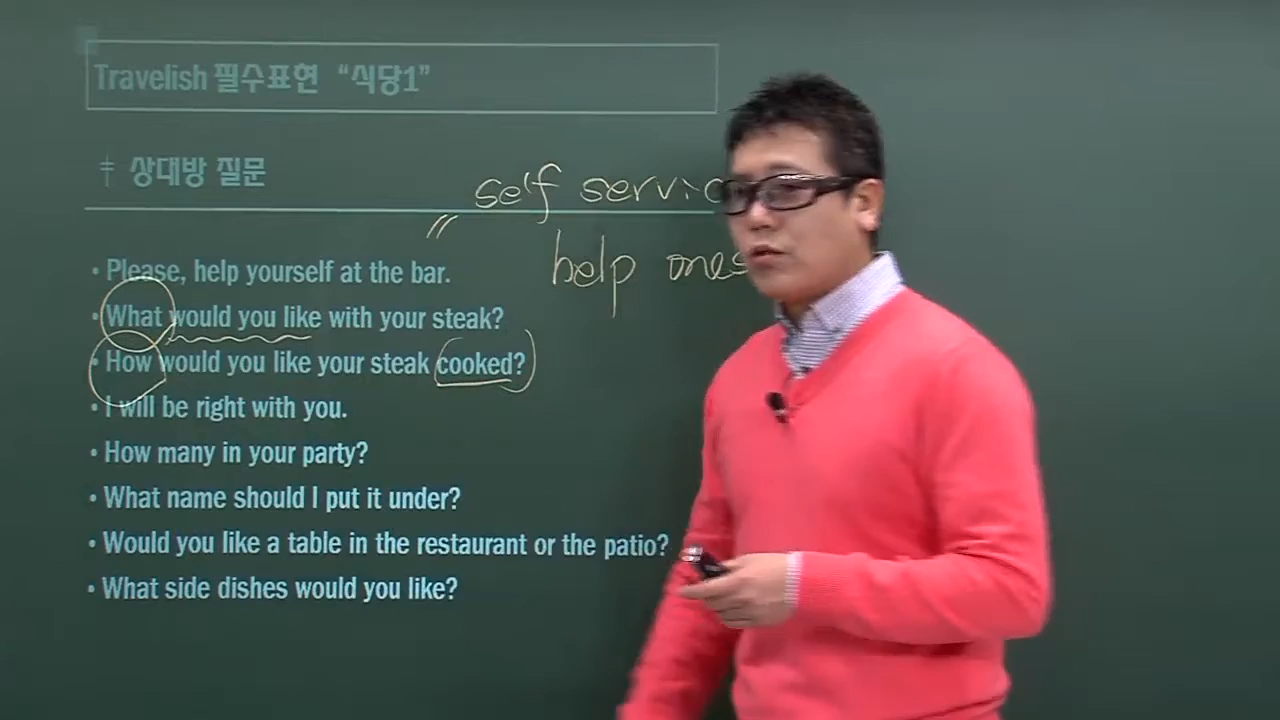 Travelish 필수표현 “식당1”
‡ 상대방 질문
self servic
〃 help ones
• Please, help yourself at the bar.
• What would you like with your steak?
• How would you like your steak cooked?
• I will be right with you.
• How many in your party?
• What name should I put it under?
• Would you like a table in the restaurant or the patio?
• What side dishes would you like?